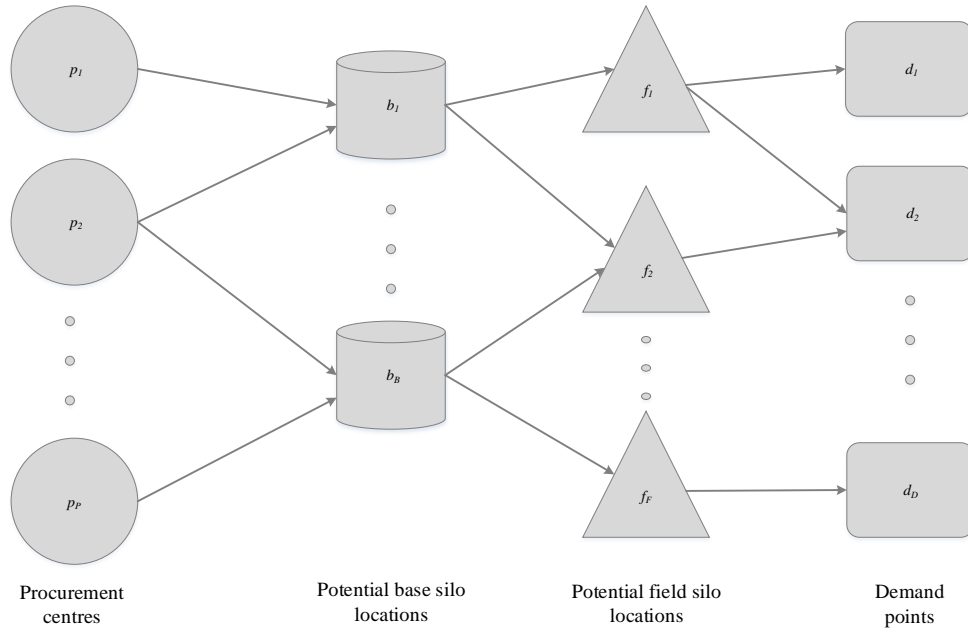 p1
b1
f1
d1
p2
f2
d2
bB
pP
fF
dD
Procurement
centres
Potential base silo
locations
Potential field silo
locations
Demand
points